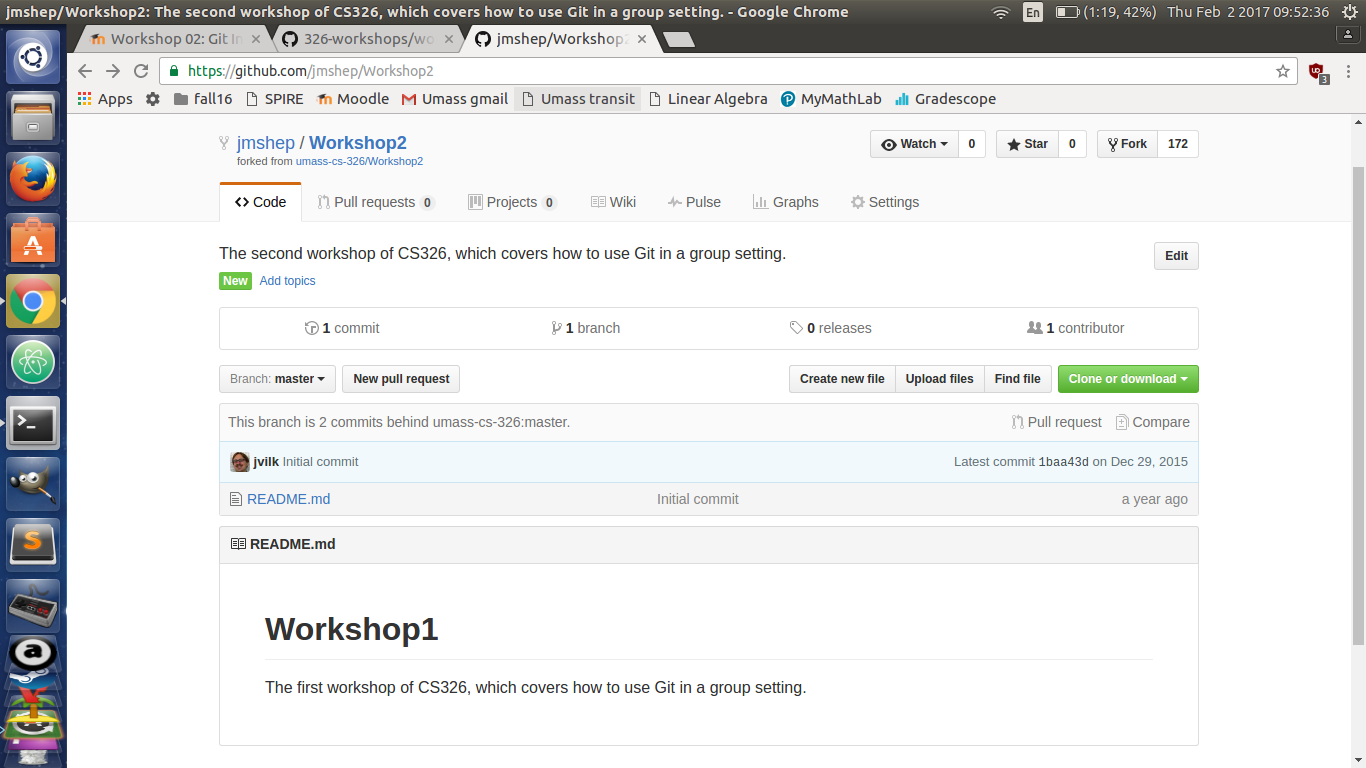 jmshep/Workshop2: The second workshop of CS326, which covers how to use Git in a group setting. - Google Chrome En (1:19, 42%) Thu Feb 2 2017 09:52:36
Workshop 02: Git In × 326-workshops/wo × jmshep/Workshop2 ×
https://github.com/jmshep/Workshop2 3
Apps fall16 SPIRE Moodle Umass gmail Umass transit Linear Algebra MyMathLab Gradescope
jmshep / Workshop2 Watch 0 Star 0 Fork 172
forked from umass-cs-326/Workshop2
Code Pull requests 0 Projects 0 Wiki Pulse Graphs Settings
The second workshop of CS326, which covers how to use Git in a group setting. Edit
New Add topics
1 commit 1 branch 0 releases 1 contributor
Branch: master New pull request Create new file Upload files Find file Clone or download
This branch is 2 commits behind umass-cs-326:master. Pull request Compare
jvilk Initial commit Latest commit 1baa43d on Dec 29, 2015
README.md Initial commit a year ago
README.md
Workshop1
The first workshop of CS326, which covers how to use Git in a group setting.